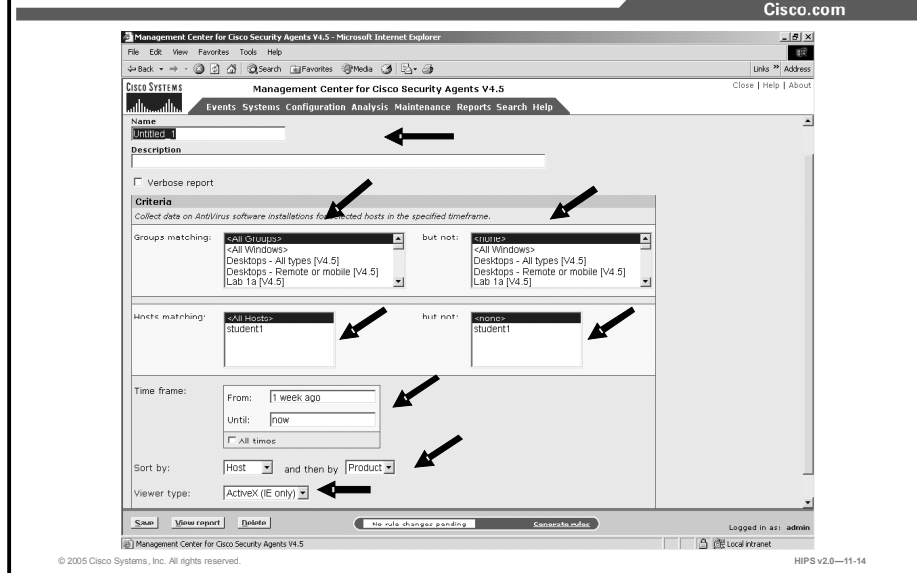 Cisco.com
Management Center for Cisco Security Agents V4.5 - Microsoft Internet Explorer
File Edit View Favorites Tools Help
Back Search Favorites Media Links » Address
CISCO SYSTEMS
Management Center for Cisco Security Agents V4.5
Close | Help | About
Events Systems Configuration Analysis Maintenance Reports Search Help
Name
Untitled_1
Description
Verbose report
Criteria
Collect data on AntiVirus software installations for selected hosts in the specified timeframe.
Groups matching: but not:
<All Groups> <none>
<All Windows> <All Windows>
Desktops - All types [V4.5] Desktops - All types [V4.5]
Desktops - Remote or mobile [V4.5] Desktops - Remote or mobile [V4.5]
Lab 1a [V4.5] Lab 1a [V4.5]
Hosts matching: but not:
<All Hosts> <none>
student1 student1
Time frame:
From: 1 week ago
Until: now
All times
Sort by: Host and then by Product
Viewer type: ActiveX (IE only)
Save View report Delete No rule changes pending Generate rules
Logged in as: admin
Management Center for Cisco Security Agents V4.5 Local intranet
© 2005 Cisco Systems, Inc. All rights reserved. HIPS v2.0—11-14